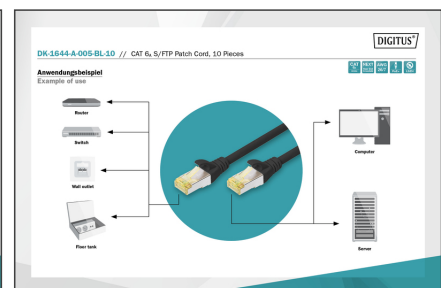 DIGITUS®
DK-1644-A-005-BL-10 // CAT 6A S/FTP Patch Cord, 10 Pieces
Anwendungsbeispiel
Example of use
Router
Switch
Wall outlet
Floor tank
Computer
Server